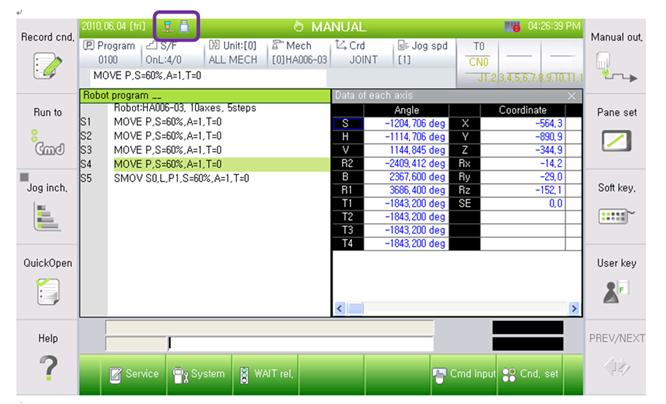 2010,06,04 [fri] MANUAL 04:26:39 PM
Record cnd, Manual out,
Program S/F Unit:[0] Mech Crd Jog spd T0
0100 OnL:4/0 ALL MECH [0]HA006-03 JOINT [1] CN0
MOVE P,S=60%,A=1,T=0
J1,2,3,4,5,6,7,8,9,10,11,1
Robot program __ Data of each axis
Robot:HA006-03, 10axes, 5steps
Angle Coordinate
S1 MOVE P,S=60%,A=1,T=0
S2 MOVE P,S=60%,A=1,T=0
S3 MOVE P,S=60%,A=1,T=0
S4 MOVE P,S=60%,A=1,T=0
S5 SMOV S0,L,P1,S=60%,A=1,T=0
S -1204,706 deg X -564,3
H -1114,706 deg Y -890,9
V 1144,845 deg Z -344,9
R2 -2409,412 deg Rx -14,2
B 2367,600 deg Ry -29,0
R1 3686,400 deg Rz -152,1
T1 -1843,200 deg SE 0,0
T2 -1843,200 deg
T3 -1843,200 deg
T4 -1843,200 deg
Run to
Cmd
Jog inch,
QuickOpen
Help
Pane set
Soft key,
User key
F
PREV/NEXT
Service System WAIT rel, Cmd input Cnd, set